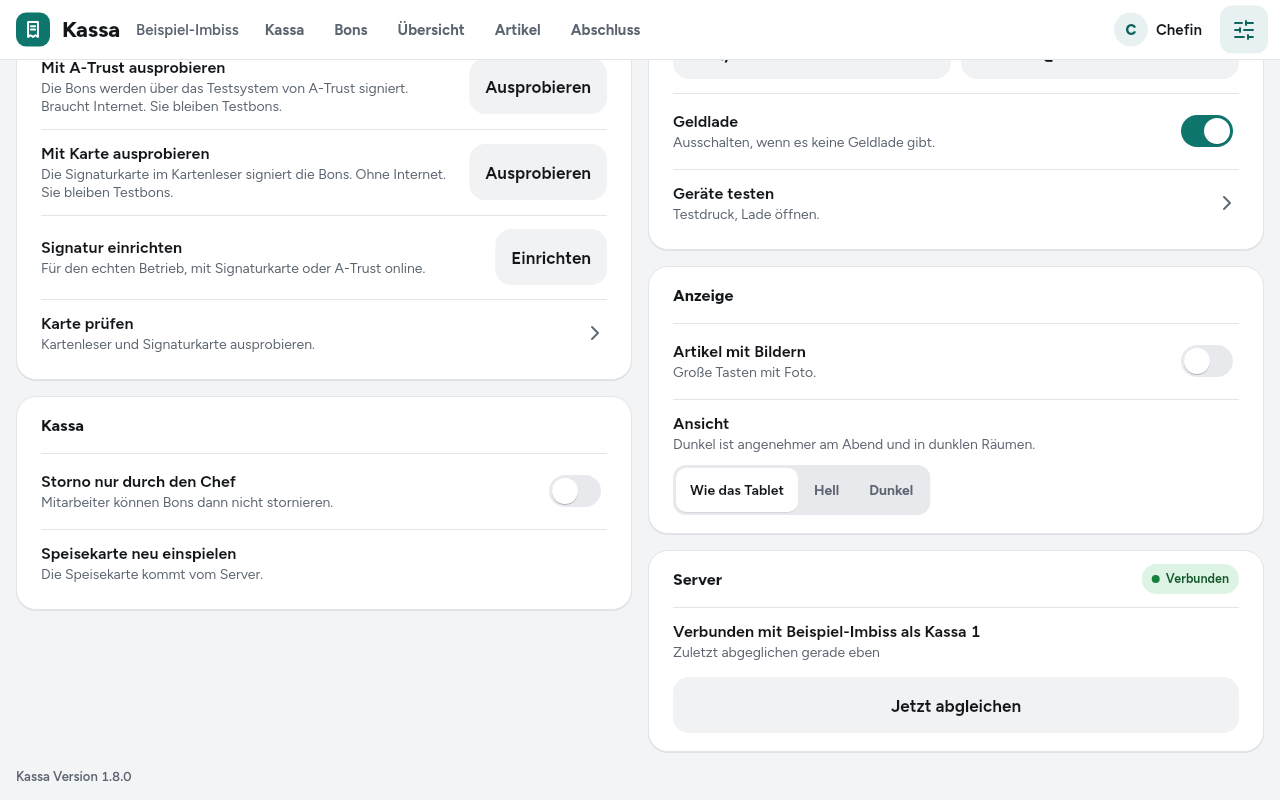 Kassa
Beispiel-Imbiss
Kassa
Bons
Übersicht
Artikel
Abschluss
C
Chefin
Mit A-Trust ausprobieren
Die Bons werden über das Testsystem von A-Trust signiert.
Braucht Internet. Sie bleiben Testbons.
Ausprobieren
Mit Karte ausprobieren
Die Signaturkarte im Kartenleser signiert die Bons. Ohne Internet.
Sie bleiben Testbons.
Ausprobieren
Signatur einrichten
Für den echten Betrieb, mit Signaturkarte oder A-Trust online.
Einrichten
Karte prüfen
Kartenleser und Signaturkarte ausprobieren.
Kassa
Storno nur durch den Chef
Mitarbeiter können Bons dann nicht stornieren.
Speisekarte neu einspielen
Die Speisekarte kommt vom Server.
Geldlade
Ausschalten, wenn es keine Geldlade gibt.
Geräte testen
Testdruck, Lade öffnen.
Anzeige
Artikel mit Bildern
Große Tasten mit Foto.
Ansicht
Dunkel ist angenehmer am Abend und in dunklen Räumen.
Wie das Tablet
Hell
Dunkel
Server
Verbunden
Verbunden mit Beispiel-Imbiss als Kassa 1
Zuletzt abgeglichen gerade eben
Jetzt abgleichen
Kassa Version 1.8.0